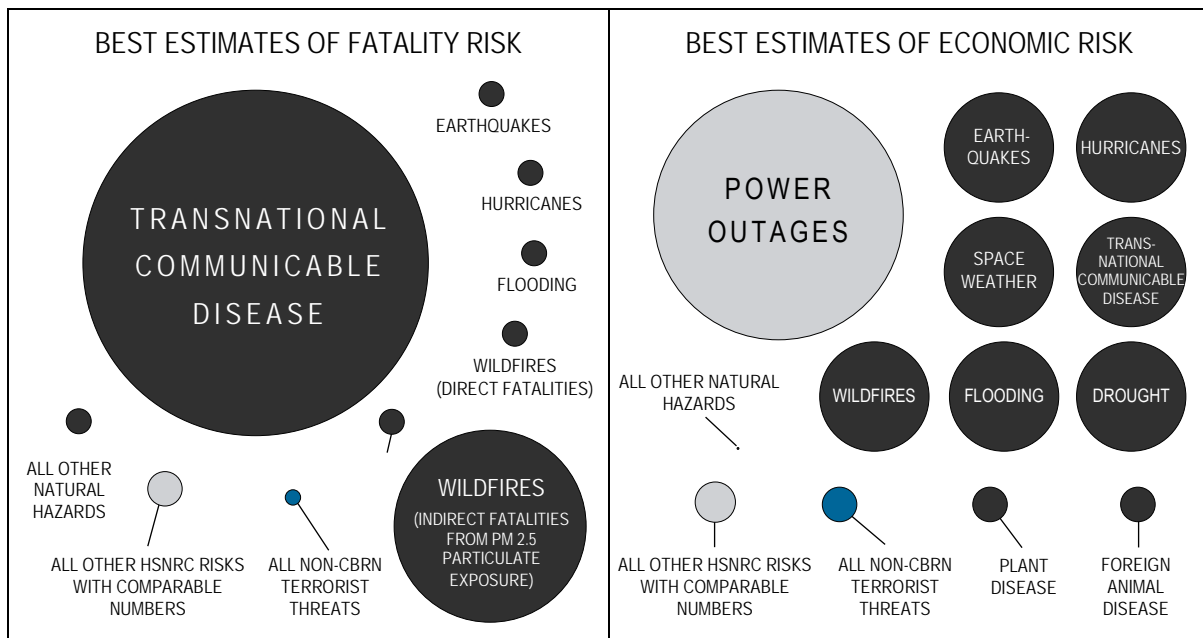 BEST ESTIMATES OF FATALITY RISK
TRANSNATIONAL
COMMUNICABLE
DISEASE
EARTHQUAKES
HURRICANES
FLOODING
WILDFIRES
(DIRECT FATALITIES)
ALL OTHER
NATURAL
HAZARDS
ALL OTHER HSNRC RISKS
WITH COMPARABLE
NUMBERS
ALL NON-CBRN
TERRORIST
THREATS
WILDFIRES
(INDIRECT FATALITIES
FROM PM 2.5
PARTICULATE
EXPOSURE)
BEST ESTIMATES OF ECONOMIC RISK
POWER
OUTAGES
EARTH-
QUAKES
HURRICANES
SPACE
WEATHER
TRANS-
NATIONAL
COMMUNICABLE
DISEASE
ALL OTHER NATURAL
HAZARDS
WILDFIRES
FLOODING
DROUGHT
ALL OTHER HSNRC RISKS
WITH COMPARABLE
NUMBERS
ALL NON-CBRN
TERRORIST
THREATS
PLANT
DISEASE
FOREIGN
ANIMAL
DISEASE